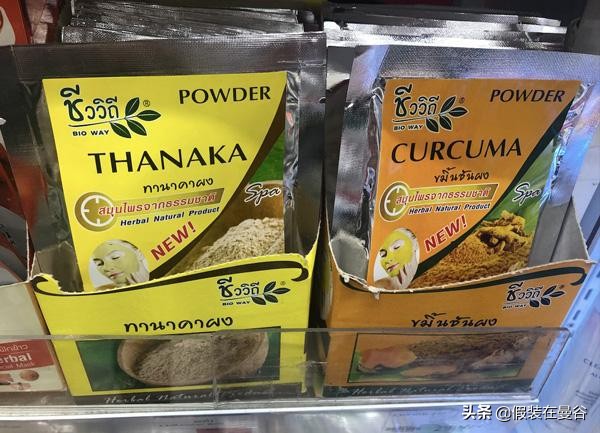 ชีววิถี®
BIO WAY
POWDER
THANAKA
ทานาคาผง
สมุนไพรจากธรรมชาติ
Herbal Natural Product
Spa
NEW!
ชีววิถี
BIO WAY
ทานาคาผง
Herbal Natural Product
ชีววิถี®
BIO WAY
POWDER
CURCUMA
ขมิ้นชันผง
สมุนไพรจากธรรมชาติ
Herbal Natural Product
Spa
NEW!
ชีววิถี
BIO WAY
ขมิ้นชันผง
Herbal Natural
头条 @假装在曼谷